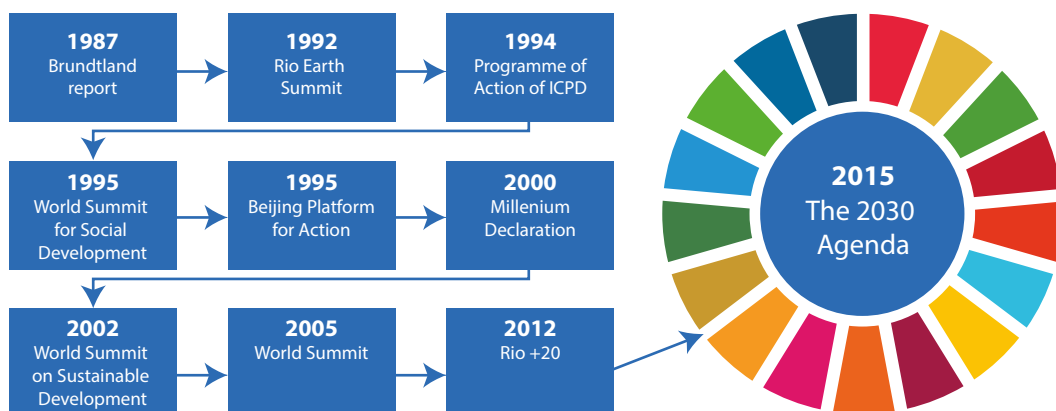 1987
Brundtland
report
1992
Rio Earth
Summit
1994
Programme of
Action of ICPD
1995
World Summit
for Social
Development
1995
Beijing Platform
for Action
2000
Millenium
Declaration
2002
World Summit
on Sustainable
Development
2005
World Summit
2012
Rio +20
2015
The 2030
Agenda